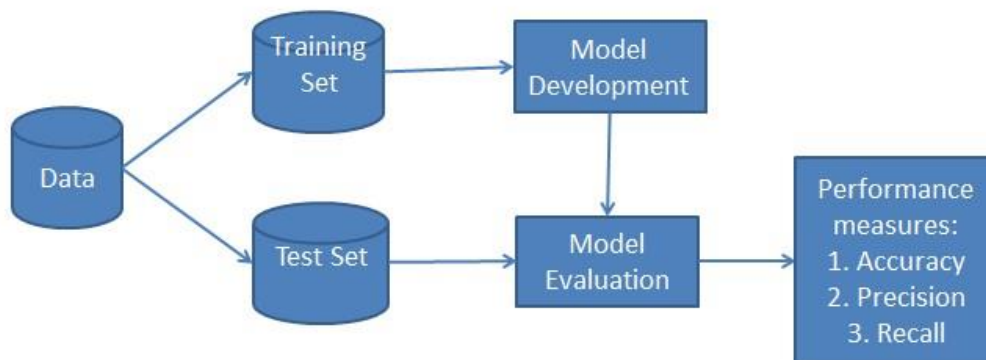 Data
Training
Set
Test Set
Model
Development
Model
Evaluation
Performance
measures:
1. Accuracy
2. Precision
3. Recall